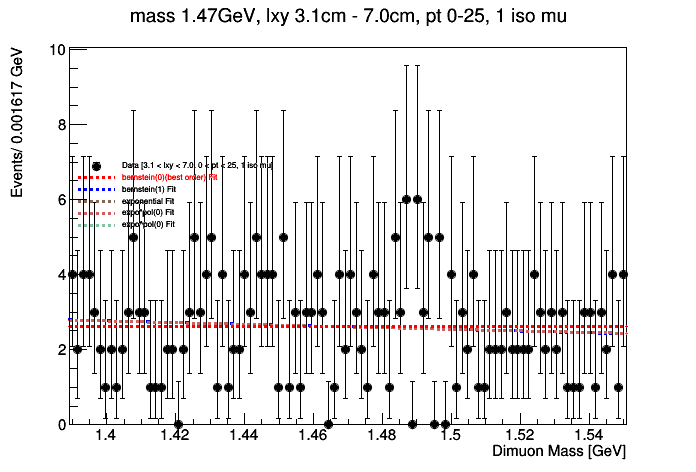 mass 1.47GeV, lxy 3.1cm - 7.0cm, pt 0-25, 1 iso mu
Events/ 0.001617 GeV
10
8
6
4
2
0
Data [3.1 < lxy < 7.0, 0 < pt < 25, 1 iso mu]
bernstein(0)(best order) Fit
bernstein(1) Fit
exponential Fit
expo*pol(0) Fit
expo*pol(0) Fit
1.4 1.42 1.44 1.46 1.48 1.5 1.52 1.54
Dimuon Mass [GeV]